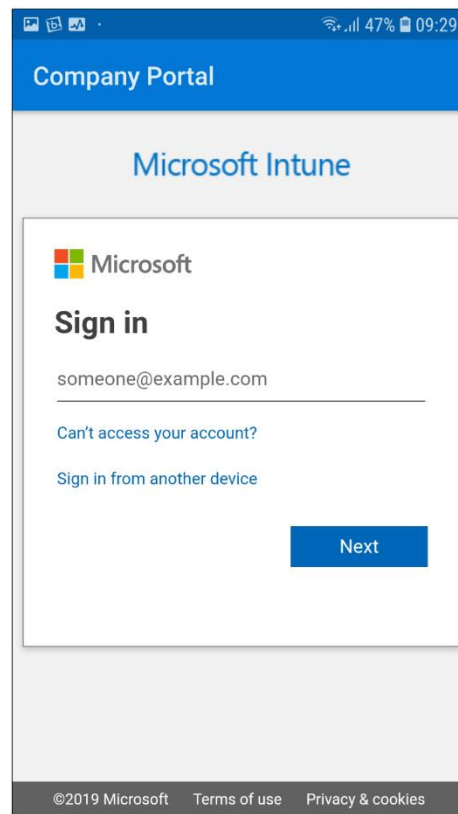 47% 09:29
Company Portal
Microsoft Intune
Microsoft
Sign in
someone@example.com
Can't access your account?
Sign in from another device
Next
©2019 Microsoft Terms of use Privacy & cookies